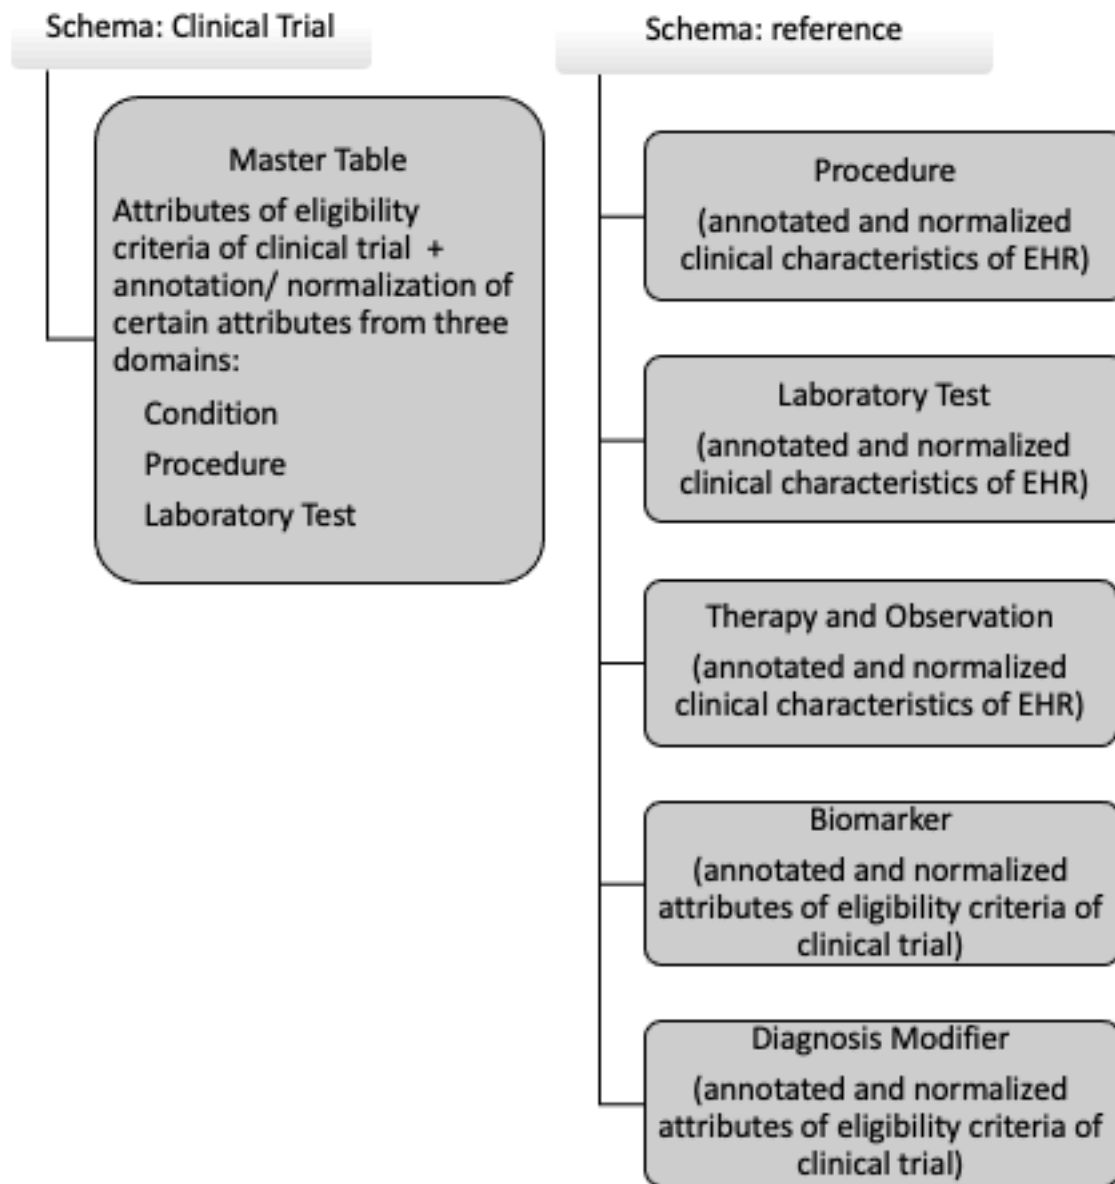 Schema: Clinical Trial
Master Table
Attributes of eligibility
criteria of clinical trial +
annotation/ normalization of
certain attributes from three
domains:
Condition
Procedure
Laboratory Test
Schema: reference
Procedure
(annotated and normalized
clinical characteristics of EHR)
Laboratory Test
(annotated and normalized
clinical characteristics of EHR)
Therapy and Observation
(annotated and normalized
clinical characteristics of EHR)
Biomarker
(annotated and normalized
attributes of eligibility criteria of
clinical trial)
Diagnosis Modifier
(annotated and normalized
attributes of eligibility criteria of
clinical trial)